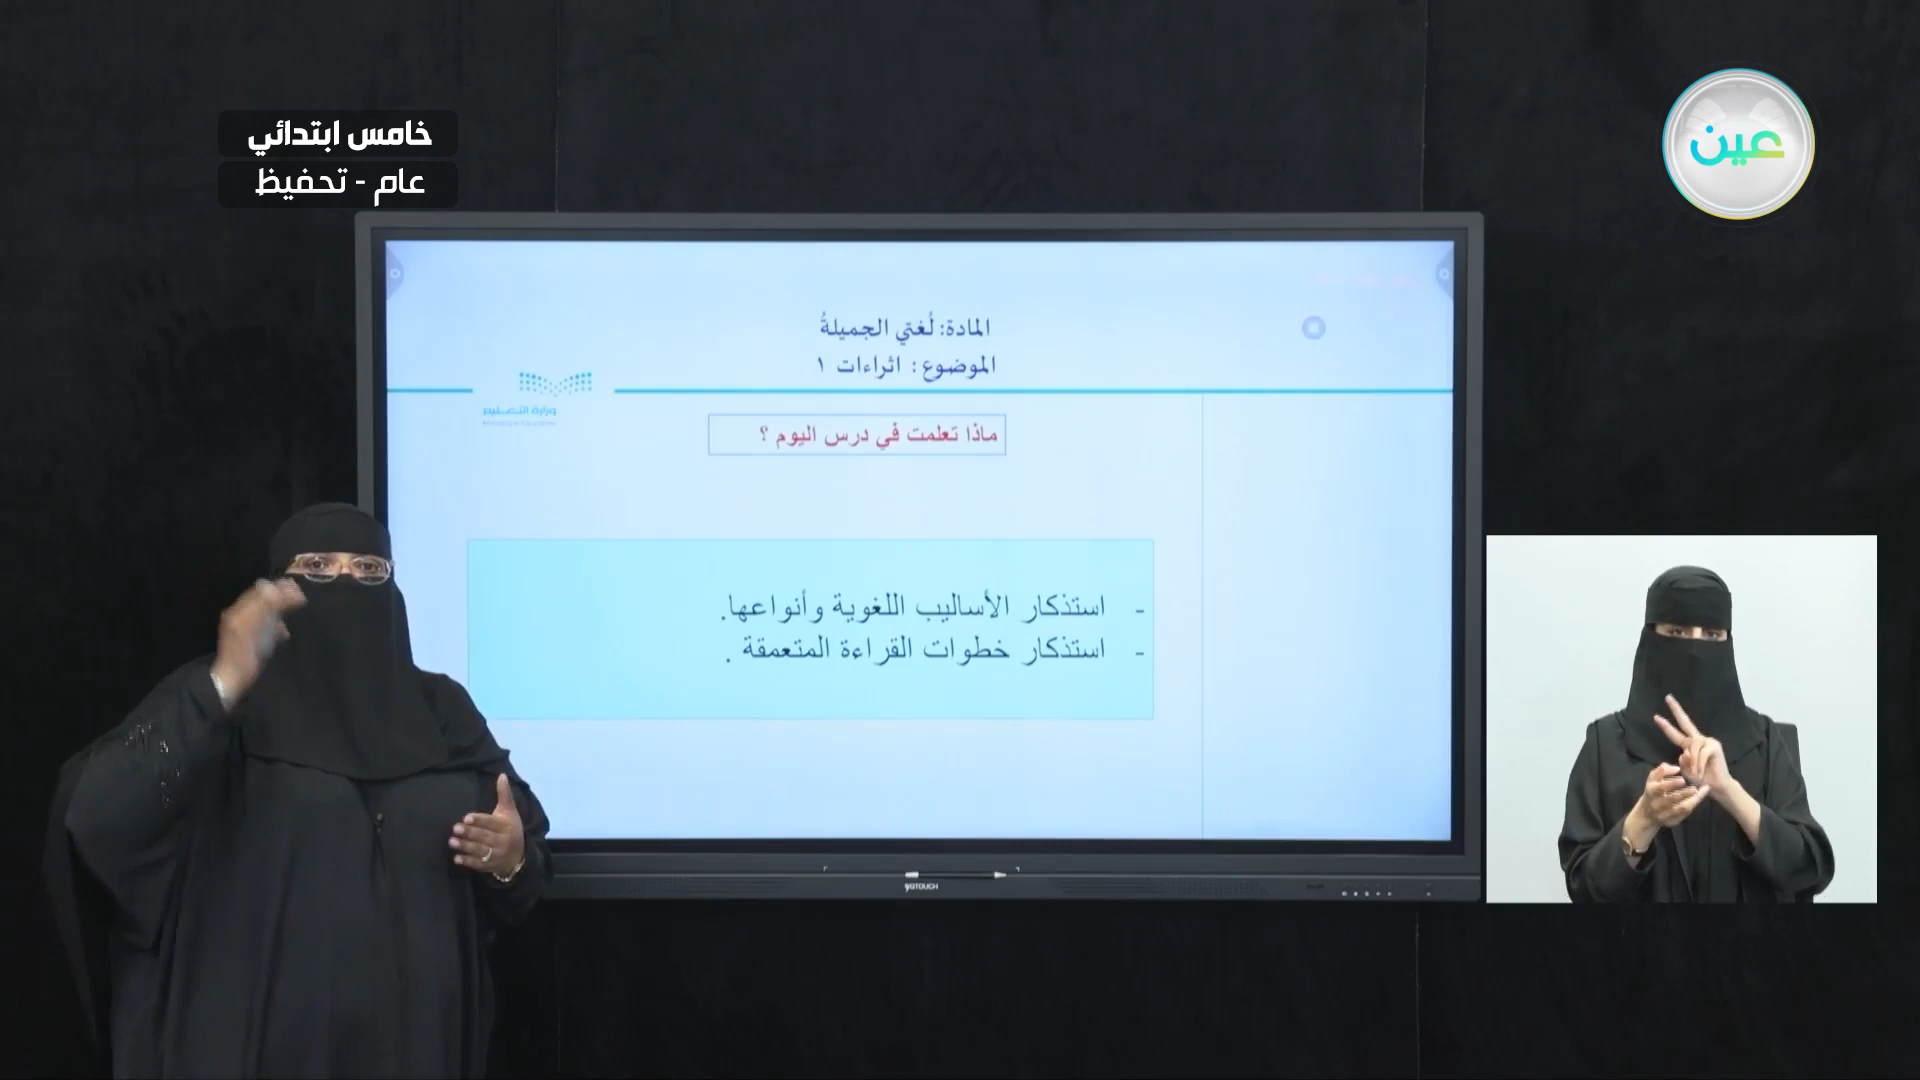 خامس ابتدائي
عام - تحفيظ
عين
المادة: لُغتي الجميلةُ
الموضوع : اثراءات ١
وزارة التعـليم
ماذا تعلمت في درس اليوم ؟
- استذكار الأساليب اللغوية وأنواعها.
- استذكار خطوات القراءة المتعمقة .